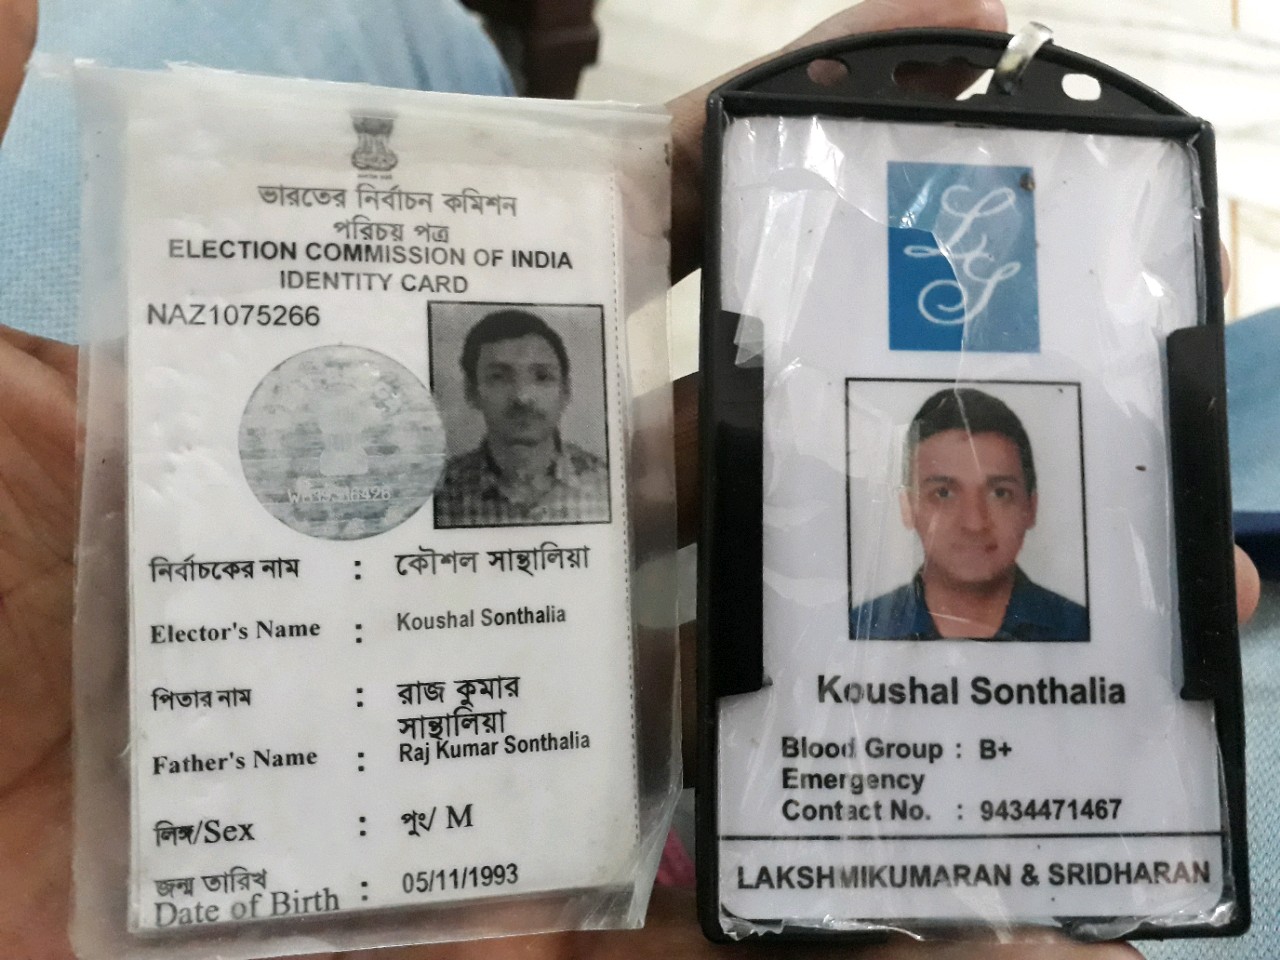 ভারতের নির্বাচন কমিশন
পরিচয় পত্র
ELECTION COMMISSION OF INDIA
IDENTITY CARD
NAZ1075266
নির্বাচকের নাম : কৌশল সান্থালিয়া
Elector's Name : Koushal Sonthalia
পিতার নাম : রাজ কুমার
সান্থালিয়া
Father's Name : Raj Kumar Sonthalia
লিঙ্গ/Sex : পুং/ M
জন্ম তারিখ
Date of Birth : 05/11/1993
LS
Koushal Sonthalia
Blood Group : B+
Emergency
Contact No. : 9434471467
LAKSHMIKUMARAN & SRIDHARAN